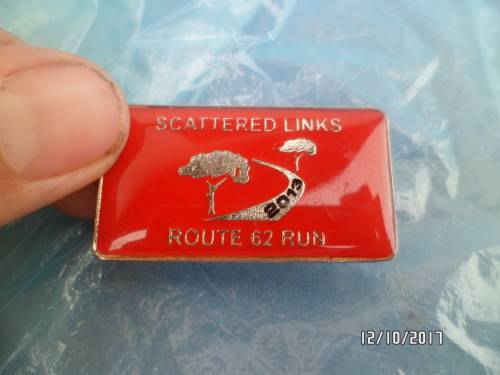 SCATTERED LINKS
2013
ROUTE 62 RUN
12/10/2017